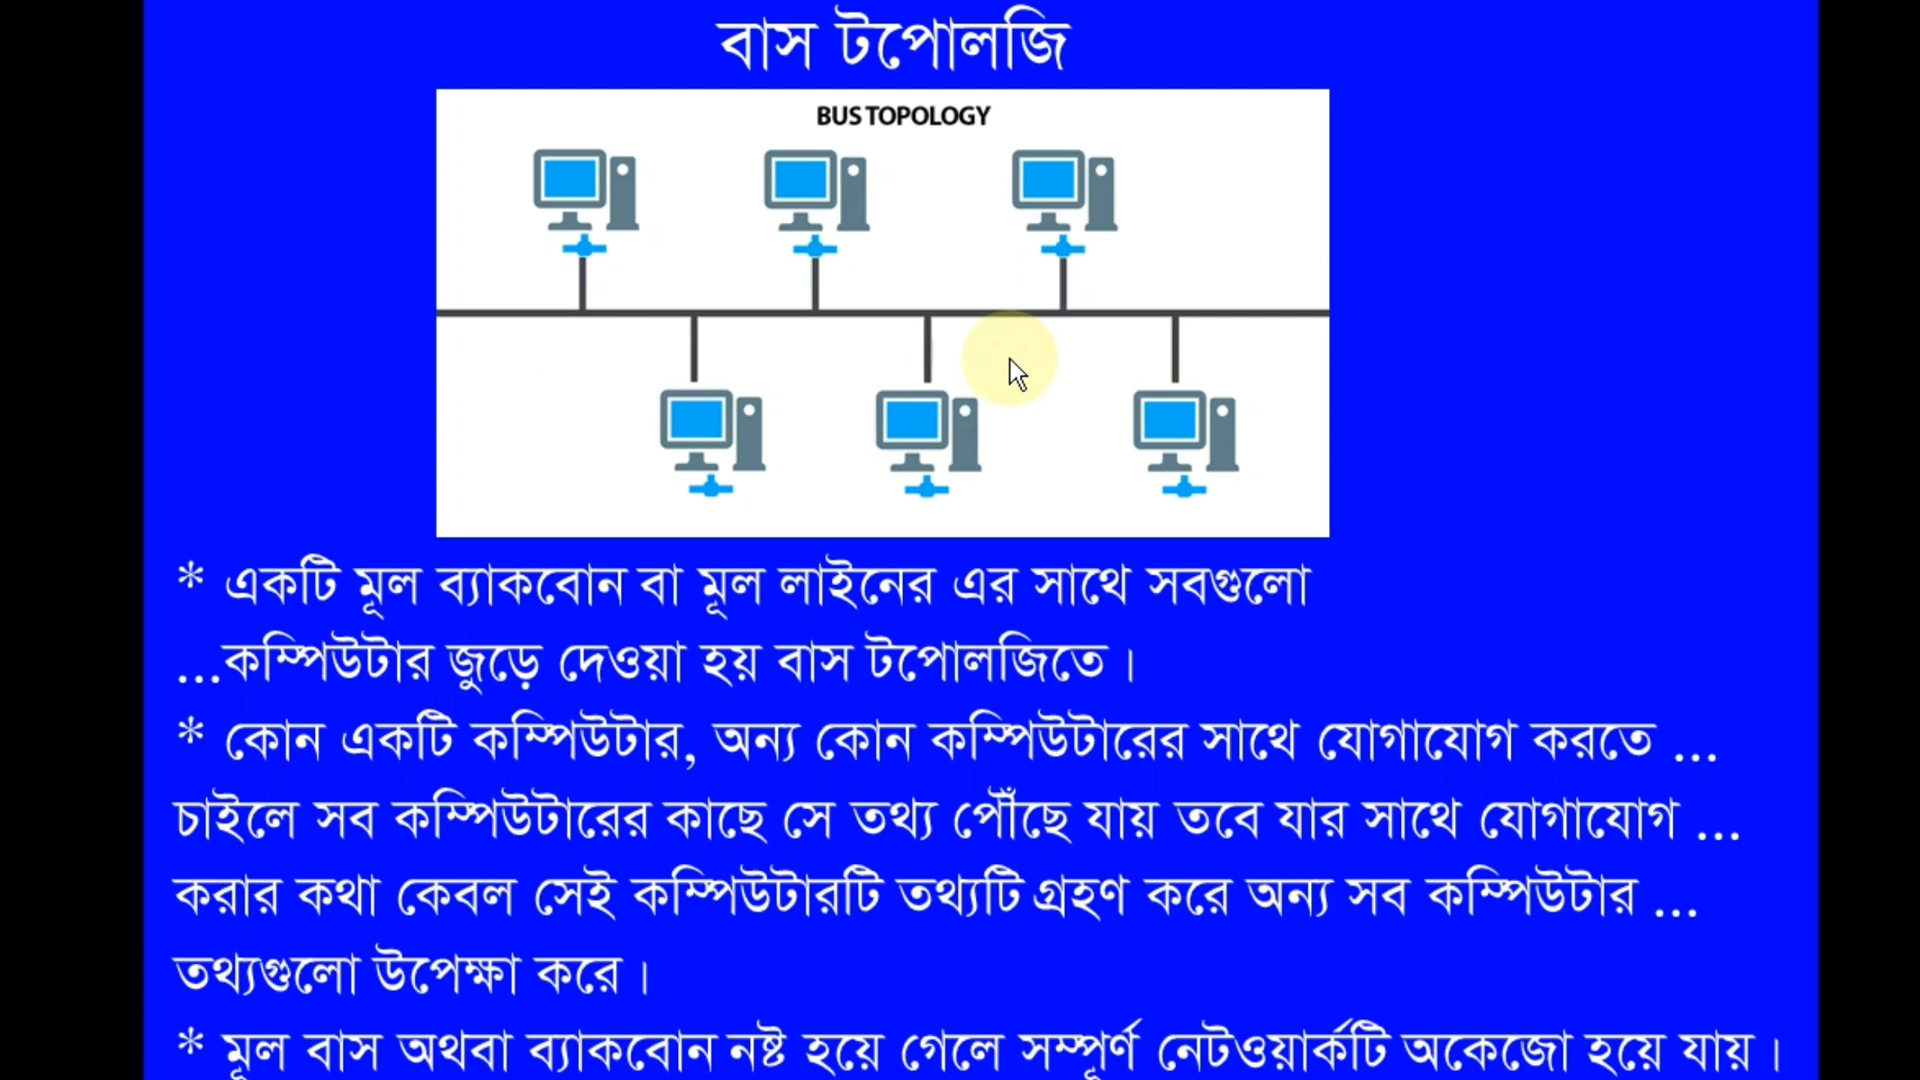 বাস টপোলজি
BUS TOPOLOGY
* একটি মূল ব্যাকবোন বা মূল লাইনের এর সাথে সবগুলো
...কম্পিউটার জুড়ে দেওয়া হয় বাস টপোলজিতে।
* কোন একটি কম্পিউটার, অন্য কোন কম্পিউটারের সাথে যোগাযোগ করতে ...
চাইলে সব কম্পিউটারের কাছে সে তথ্য পৌঁছে যায় তবে যার সাথে যোগাযোগ ...
করার কথা কেবল সেই কম্পিউটারটি তথ্যটি গ্রহণ করে অন্য সব কম্পিউটার ...
তথ্যগুলো উপেক্ষা করে।
* মূল বাস অথবা ব্যাকবোন নষ্ট হয়ে গেলে সম্পূর্ণ নেটওয়ার্কটি অকেজো হয়ে যায়।